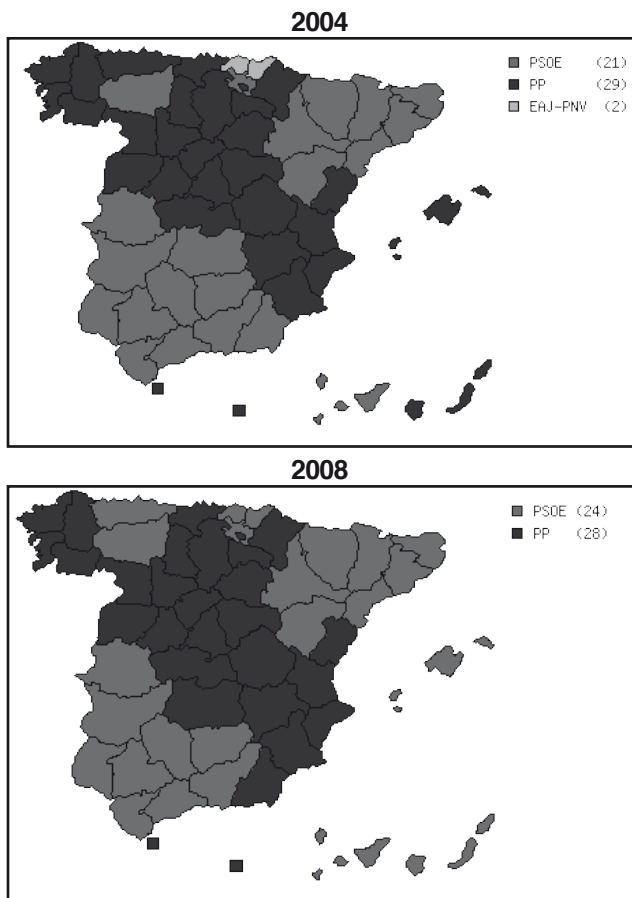 2004
PSOE (21)
PP (29)
EAJ-PNV (2)
2008
PSOE (24)
PP (28)